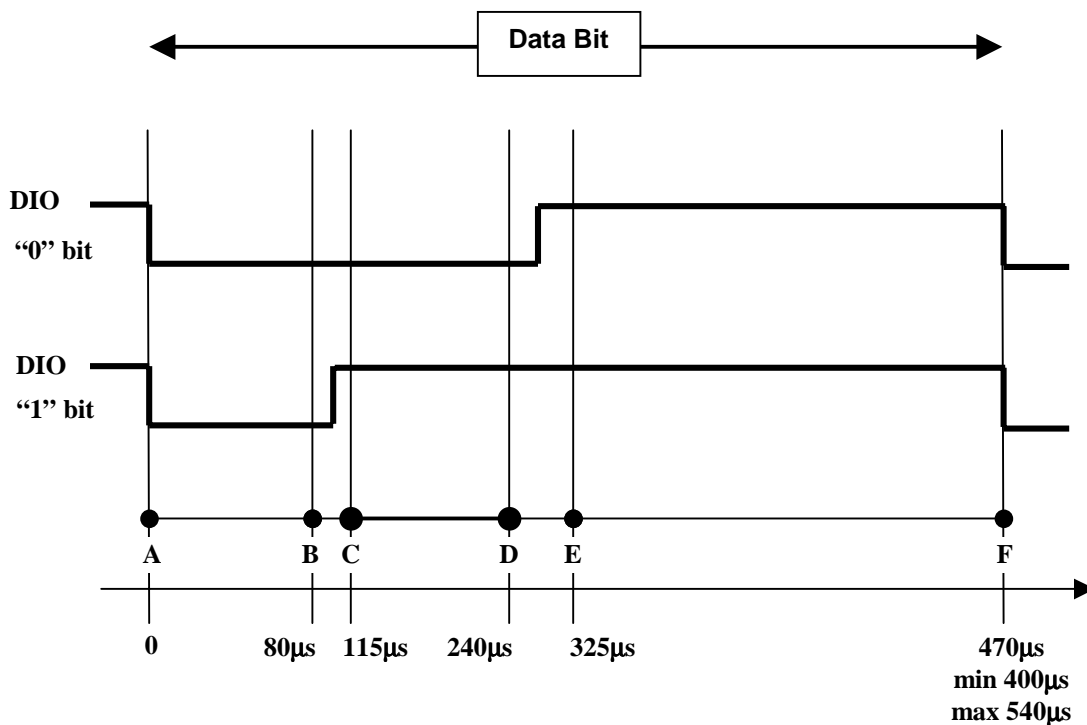 Data Bit
DIO
“0” bit
DIO
“1” bit
A B C D E F
0 80µs 115µs 240µs 325µs 470µs
min 400µs
max 540µs